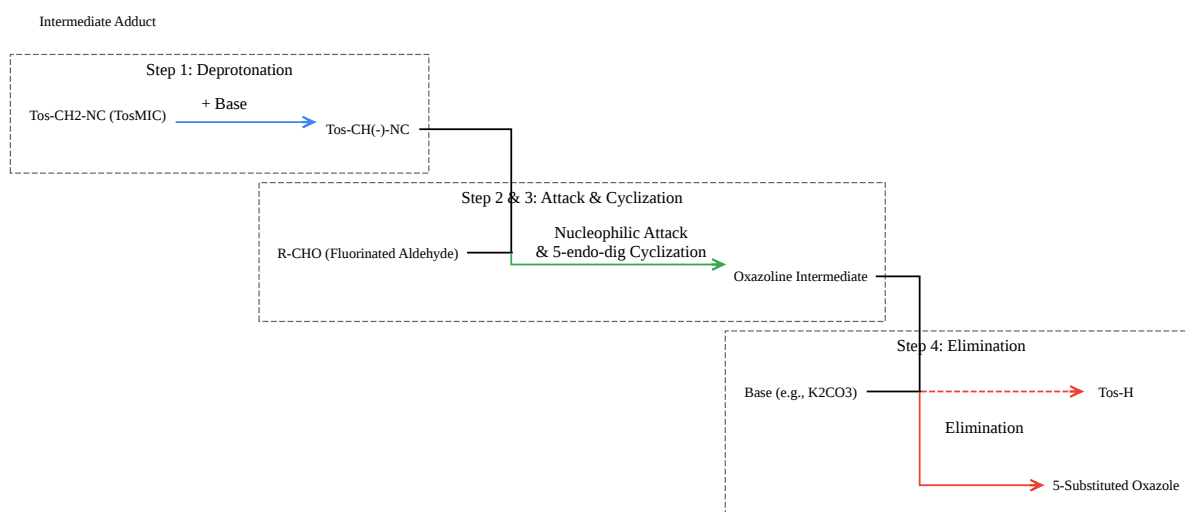 Intermediate Adduct
Step 1: Deprotonation
+ Base
Tos-CH2-NC (TosMIC)
Tos-CH(-)-NC
Step 2 & 3: Attack & Cyclization
Nucleophilic Attack
R-CHO (Fluorinated Aldehyde)
& 5-endo-dig Cyclization
Oxazoline Intermediate
Step 4: Elimination
Base (e.g., K2CO3)
Tos-H
Elimination
5-Substituted Oxazole